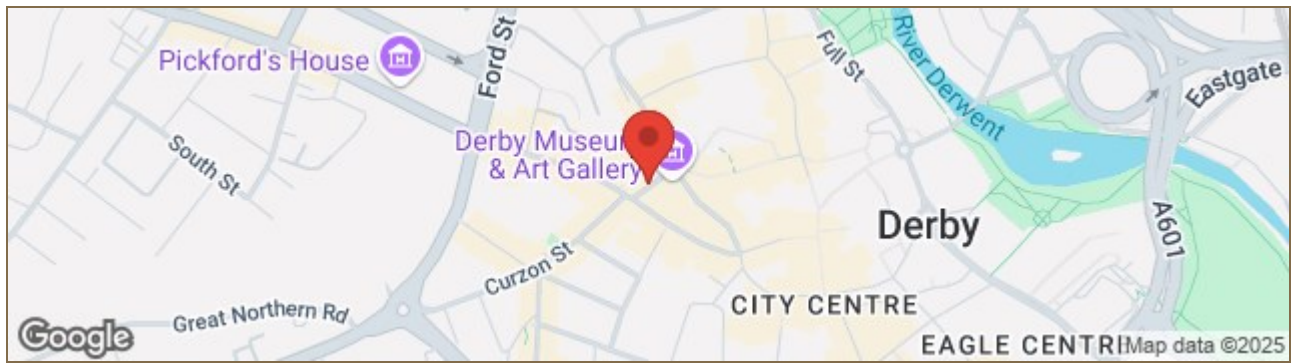 Pickford's House
Ford St
Full St
River Derwent
Eastgate
South St
Derby Museum
& Art Gallery
Derby
A601
Curzon St
Great Northern Rd
CITY CENTRE
EAGLE CENTR
Google
Map data ©2025